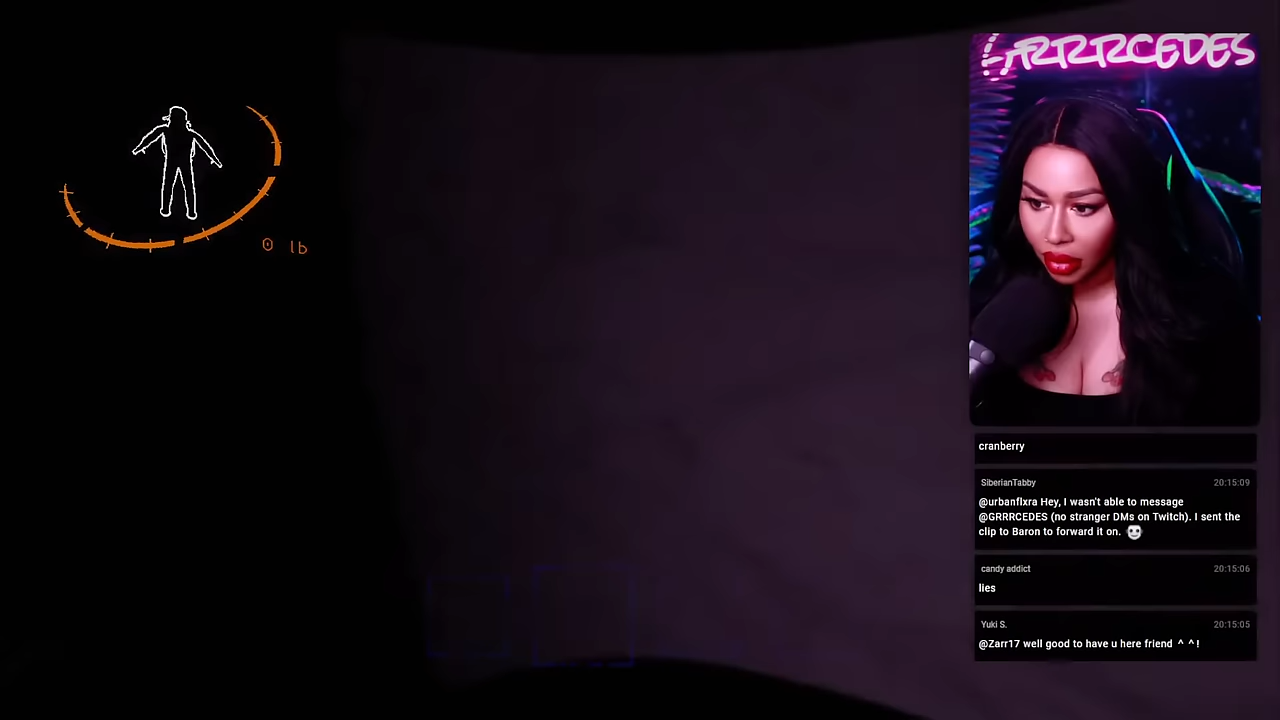 GRRRCEDES
0 lb
cranberry
SiberianTabby 20:15:09
@urbanflxra Hey, I wasn't able to message
@GRRRCEDES (no stranger DMs on Twitch). I sent the
clip to Baron to forward it on.
candy addict 20:15:06
lies
Yuki S. 20:15:05
@Zarr17 well good to have u here friend ^ ^ !